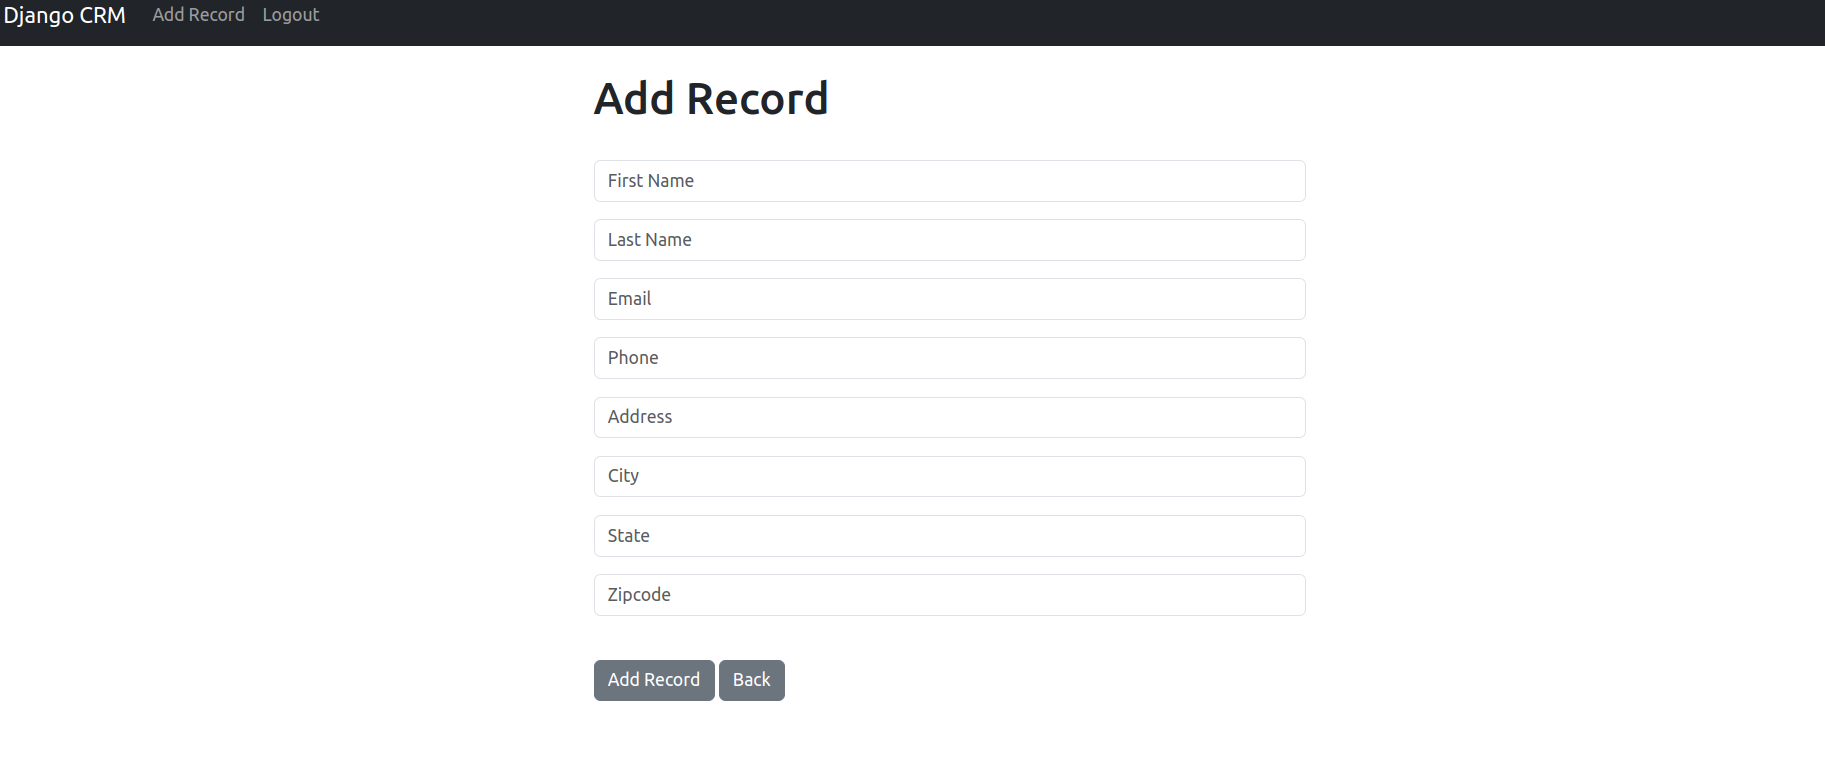 Django CRM Add Record Logout
Add Record
First Name
Last Name
Email
Phone
Address
City
State
Zipcode
Add Record Back